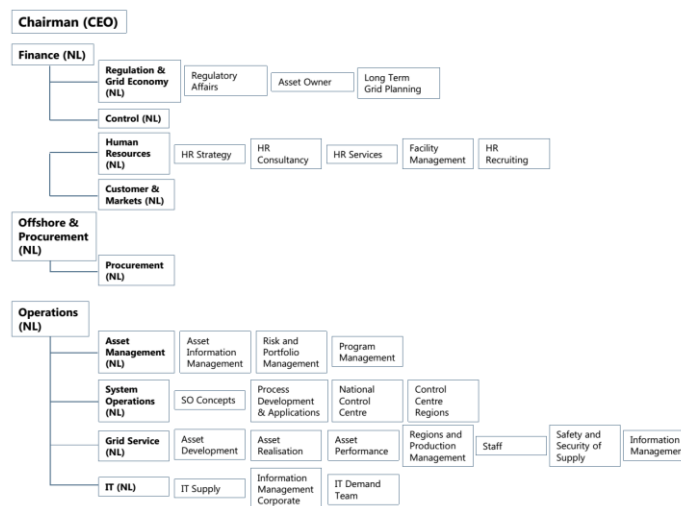 Chairman (CEO)
Finance (NL)
Regulation &
Grid Economy
(NL)
Regulatory
Affairs
Asset Owner
Long Term
Grid Planning
Control (NL)
Human
Resources
(NL)
HR Strategy
HR
Consultancy
HR Services
Facility
Management
HR
Recruiting
Customer &
Markets (NL)
Offshore &
Procurement
(NL)
Procurement
(NL)
Operations
(NL)
Asset
Management
(NL)
Asset
Information
Management
Risk and
Portfolio
Management
Program
Management
System
Operations
(NL)
SO Concepts
Process
Development
& Applications
National
Control
Centre
Control
Centre
Regions
Grid Service
(NL)
Asset
Development
Asset
Realisation
Asset
Performance
Regions and
Production
Management
Staff
Safety and
Security of
Supply
Information
IT (NL)
IT Supply
Information
Management
Corporate
IT Demand
Team